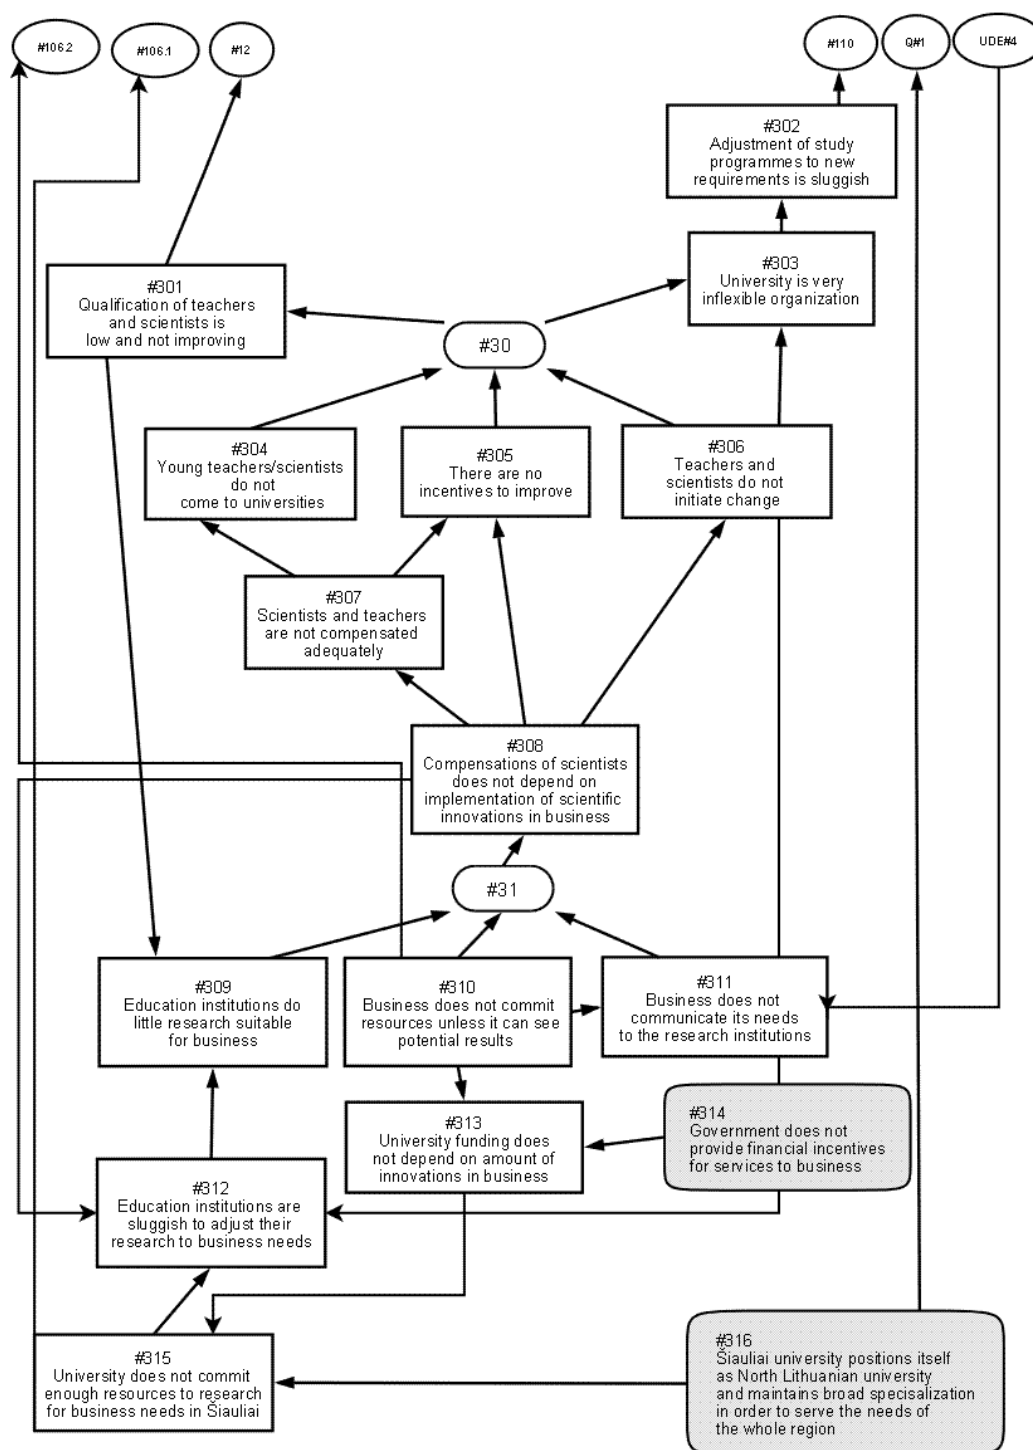 #106.2
#106.1
#12
#110
Q#1
UDE#4
#302
Adjustment of study
programmes to new
requirements is sluggish
#301
Qualification of teachers
and scientists is
low and not improving
#303
University is very
inflexible organization
#30
#304
Young teachers/scientists
do not
come to universities
#305
There are no
incentives to improve
#306
Teachers and
scientists do not
initiate change
#307
Scientists and teachers
are not compensated
adequately
#308
Compensations of scientists
does not depend on
implementation of scientific
innovations in business
#31
#309
Education institutions do
little research suitable
for business
#310
Business does not commit
resources unless it can see
potential results
#311
Business does not
communicate its needs
to the research institutions
#313
University funding does
not depend on amount of
innovations in business
#314
Government does not
provide financial incentives
for services to business
#312
Education institutions are
sluggish to adjust their
research to business needs
#315
University does not commit
enough resources to research
for business needs in Šiauliai
#316
Šiauliai university positions itself
as North Lithuanian university
and maintains broad specisalization
in order to serve the needs of
the whole region